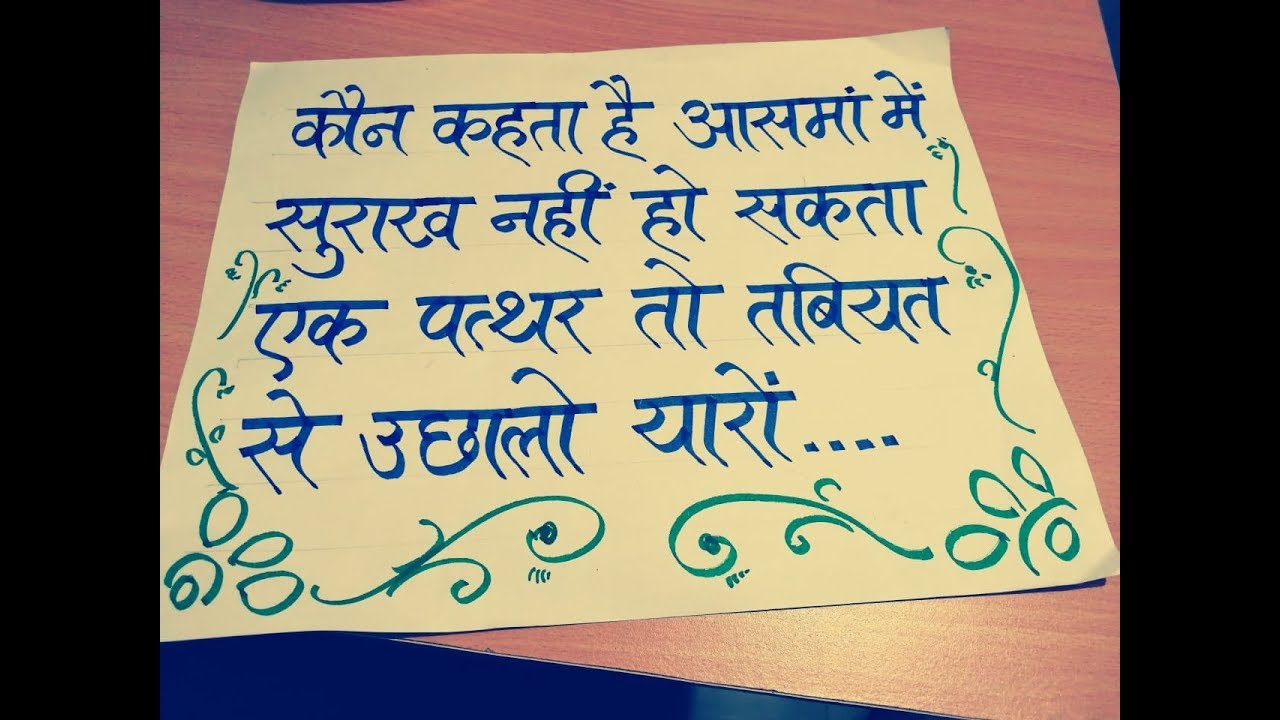 कौन कहता है आसमां में
सुराख नहीं हो सकता
एक पत्थर तो तबियत
से उछालो यारों....